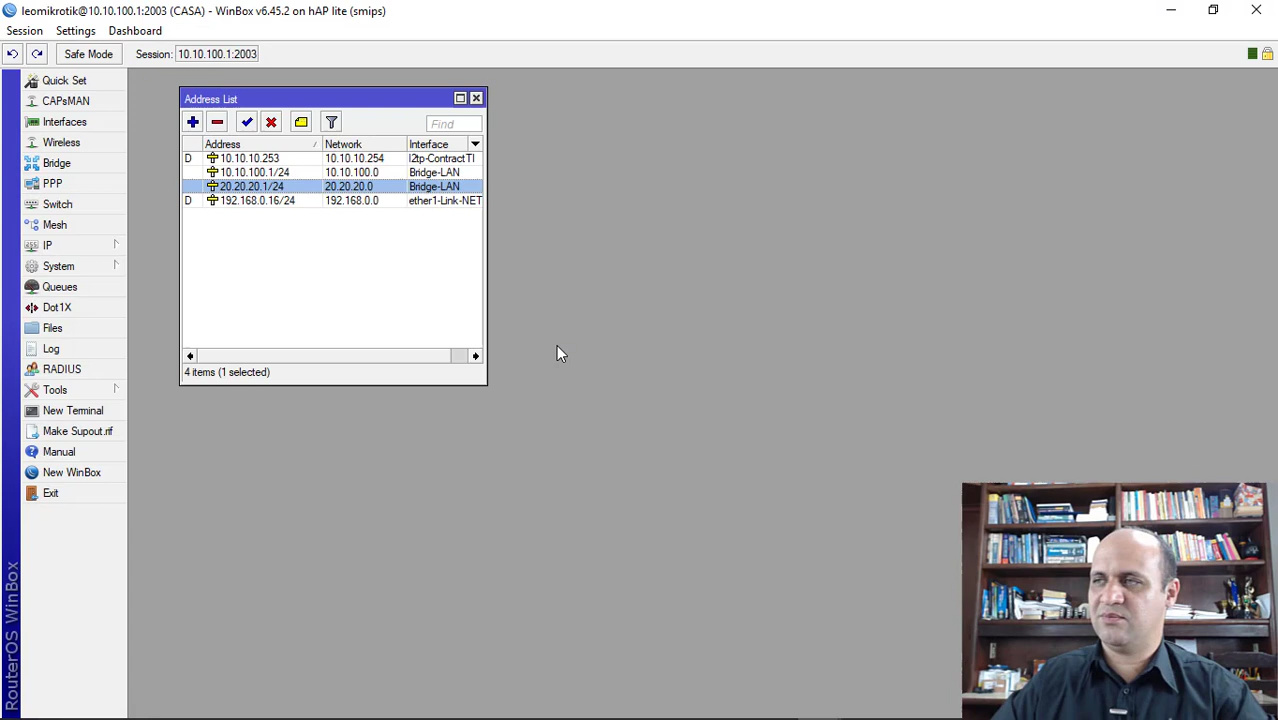 leomikrotik@10.10.100.1:2003 (CASA) - WinBox v6.45.2 on hAP lite (smips)
Session Settings Dashboard
Safe Mode Session: 10.10.100.1:2003
Quick Set
CAPsMAN
Interfaces
Wireless
Bridge
PPP
Switch
Mesh
IP
System
Queues
Dot1X
Files
Log
RADIUS
Tools
New Terminal
Make Supout.rif
Manual
New WinBox
Exit
RouterOS WinBox
Address List
Find
Address Network Interface
D 10.10.10.253 10.10.10.254 l2tp-ContractTI
10.10.100.1/24 10.10.100.0 Bridge-LAN
20.20.20.1/24 20.20.20.0 Bridge-LAN
D 192.168.0.16/24 192.168.0.0 ether1-Link-NET
4 items (1 selected)